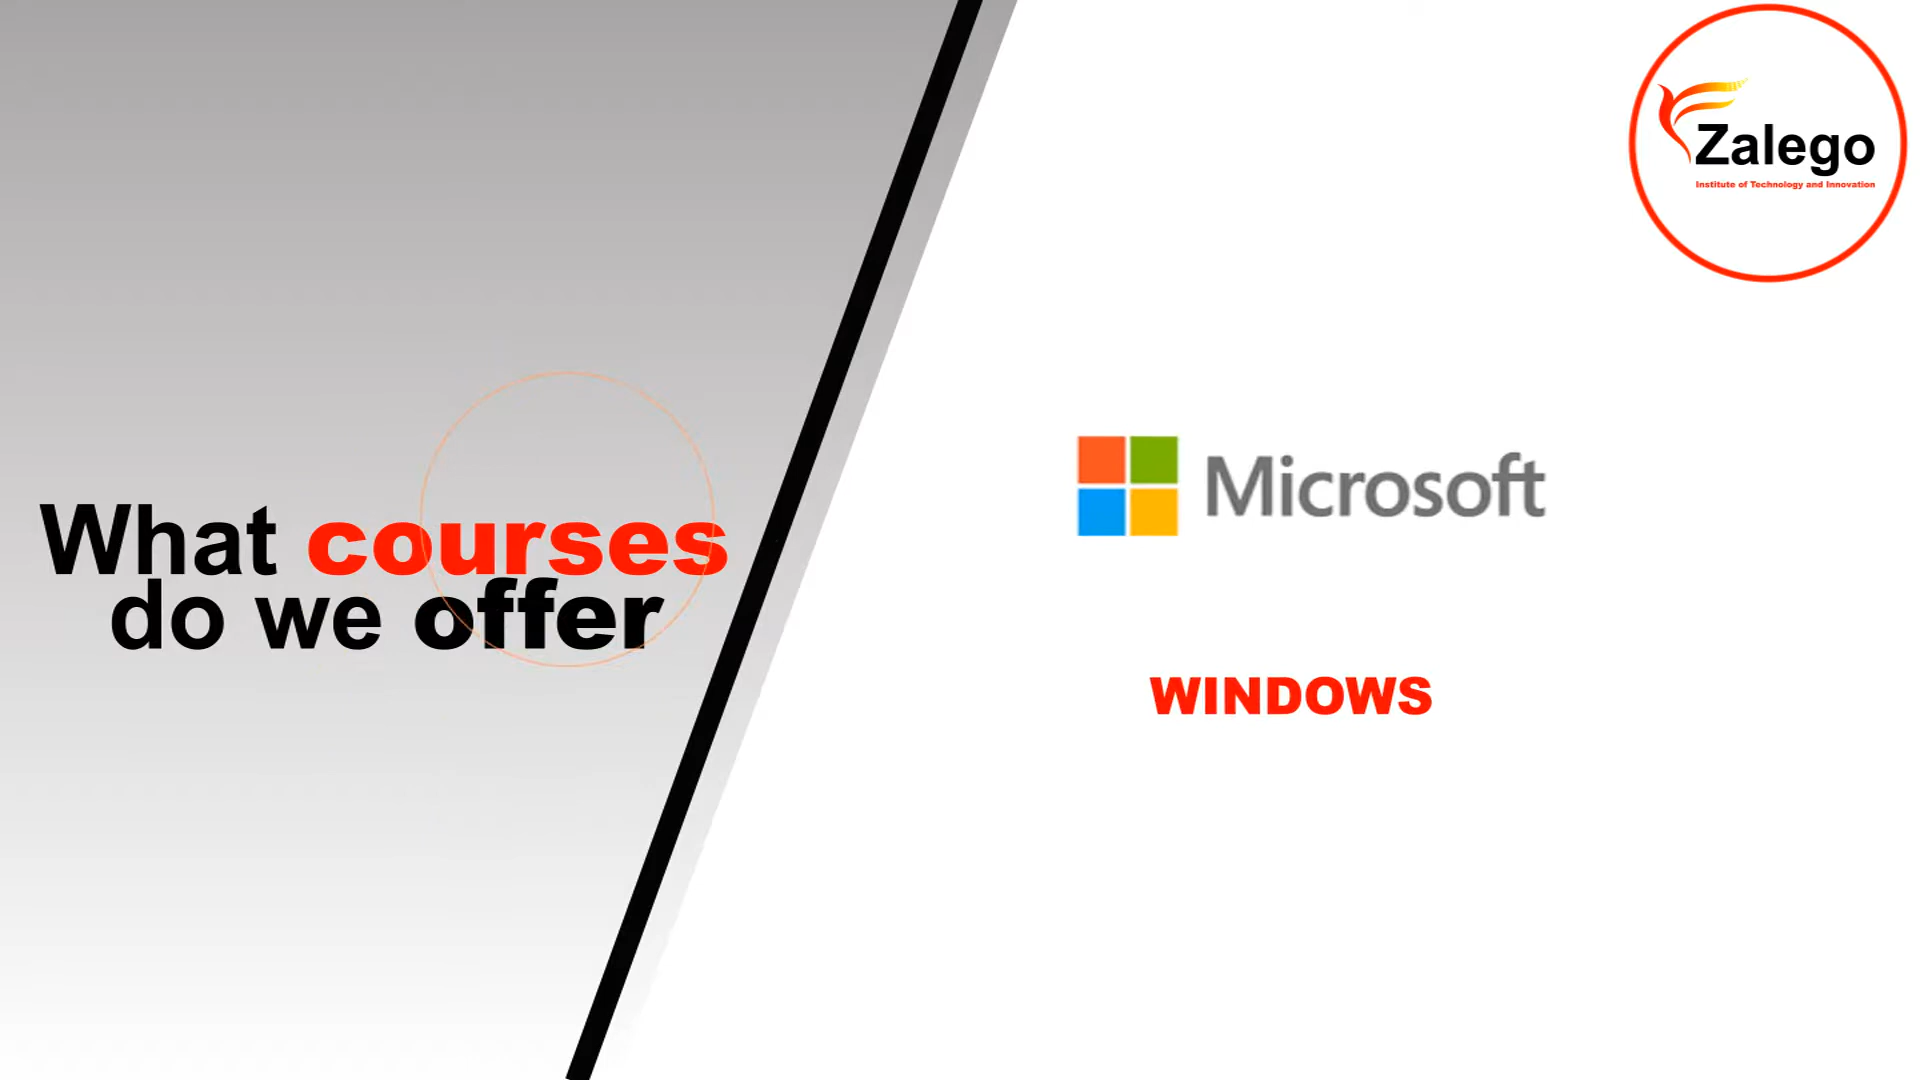 Zalego
Institute of Technology and Innovation
What courses
do we offer
Microsoft
WINDOWS